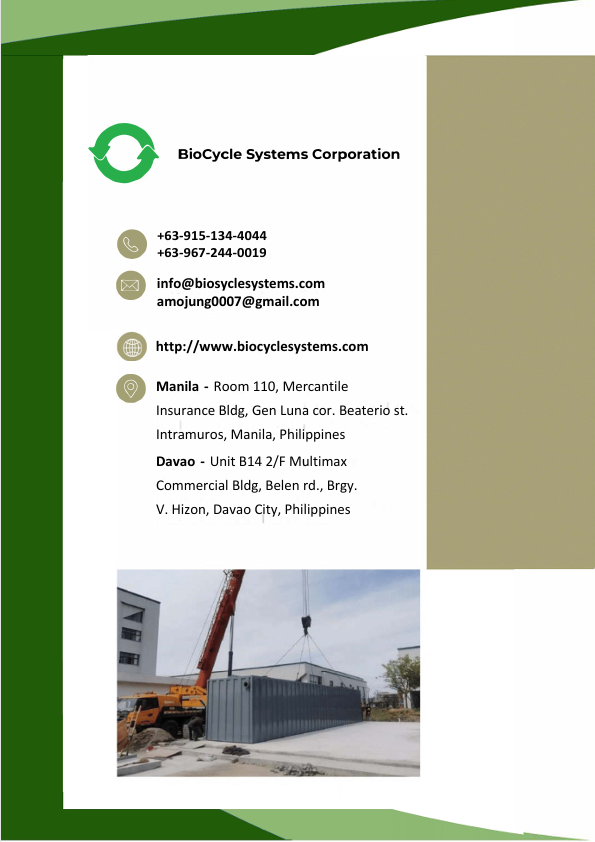 BioCycle Systems Corporation
+63-915-134-4044
+63-967-244-0019
info@biosyclesystems.com
amojung0007@gmail.com
http://www.biocyclesystems.com
Manila - Room 110, Mercantile
Insurance Bldg, Gen Luna cor. Beaterio st.
Intramuros, Manila, Philippines
Davao - Unit B14 2/F Multimax
Commercial Bldg, Belen rd., Brgy.
V. Hizon, Davao City, Philippines